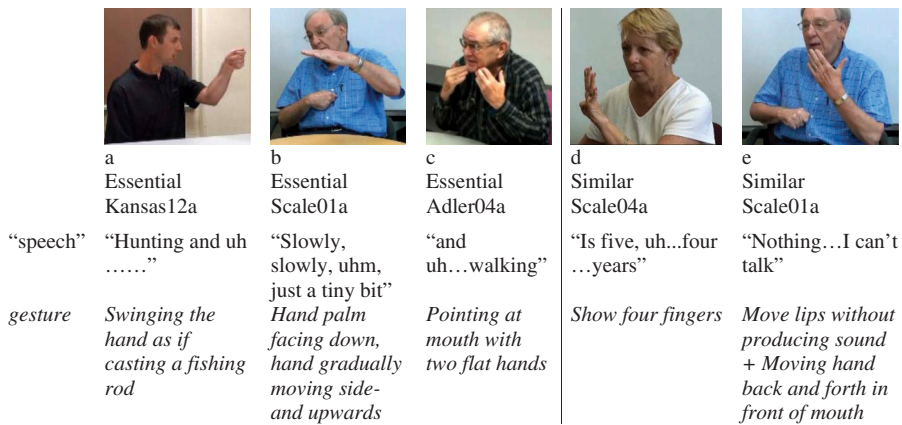 a
Essential
Kansas12a
b
Essential
Scale01a
c
Essential
Adler04a
d
Similar
Scale04a
e
Similar
Scale01a
“speech”
“Hunting and uh
……”
“Slowly,
slowly, uhm,
just a tiny bit”
“and
uh…walking”
“Is five, uh...four
…years”
“Nothing…I can’t
talk”
gesture
Swinging the
hand as if
casting a fishing
rod
Hand palm
facing down,
hand gradually
moving side-
and upwards
Pointing at
mouth with
two flat hands
Show four fingers
Move lips without
producing sound
+ Moving hand
back and forth in
front of mouth